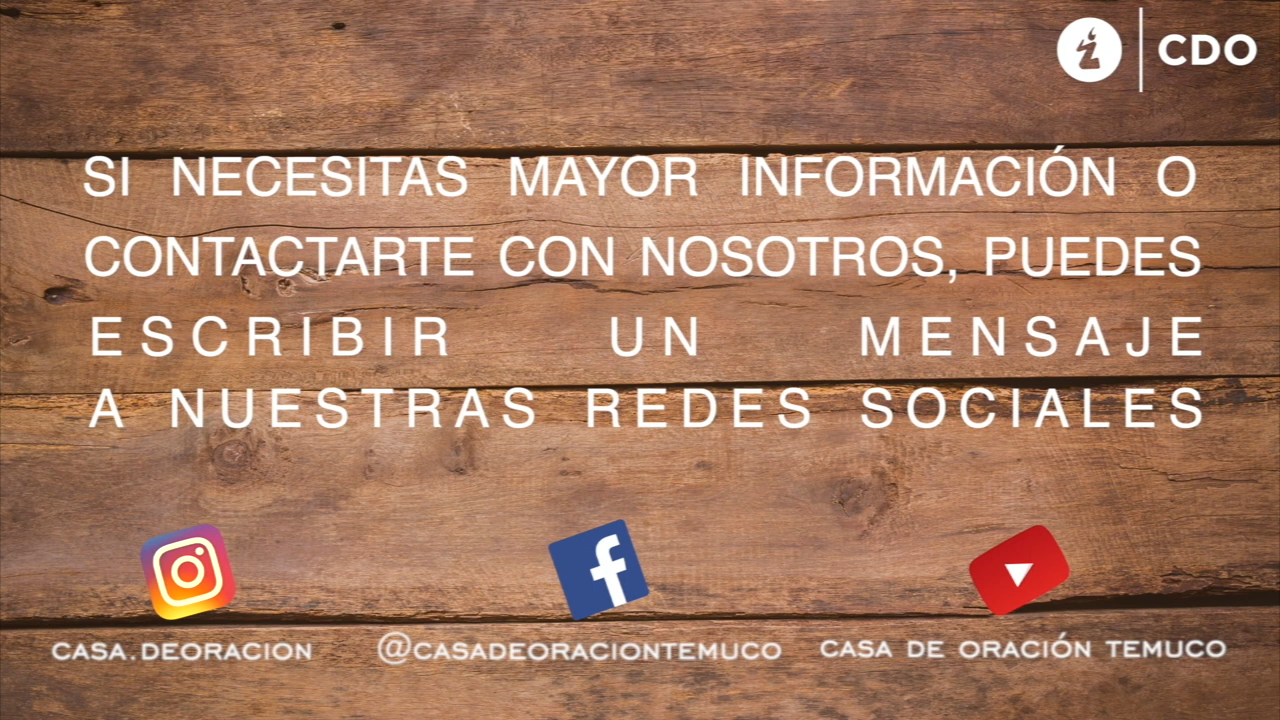 CDO
SI NECESITAS MAYOR INFORMACIÓN O
CONTACTARTE CON NOSOTROS, PUEDES
ESCRIBIR UN MENSAJE
A NUESTRAS REDES SOCIALES
CASA.DEORACION
@CASADEORACIONTEMUCO
CASA DE ORACIÓN TEMUCO